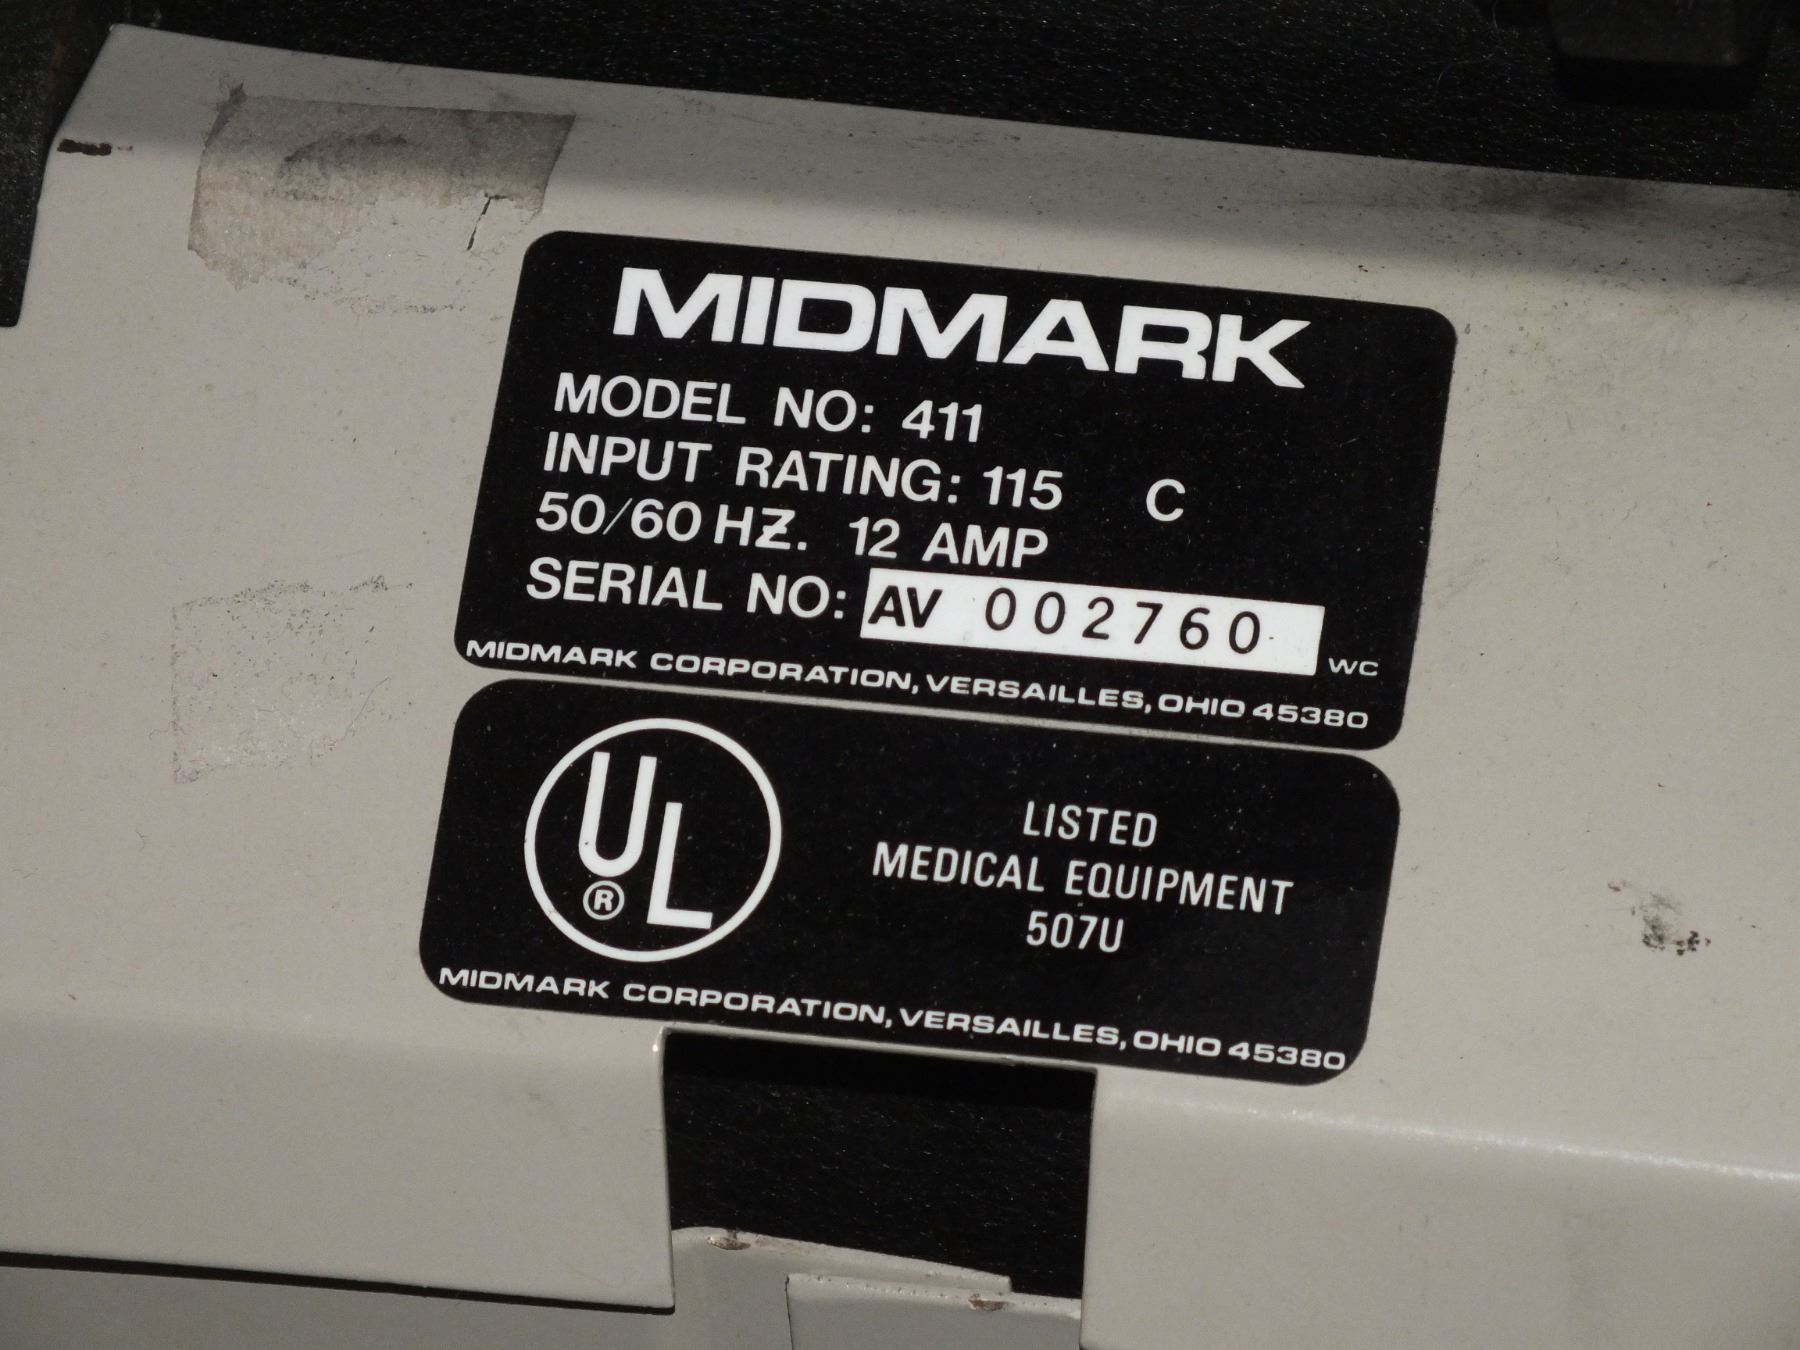 MIDMARK
MODEL NO: 411
INPUT RATING: 115 C
50/60 HZ. 12 AMP
SERIAL NO: AV 002760
WC
MIDMARK CORPORATION, VERSAILLES, OHIO 45380
UL
®
LISTED
MEDICAL EQUIPMENT
507U
MIDMARK CORPORATION, VERSAILLES, OHIO 45380